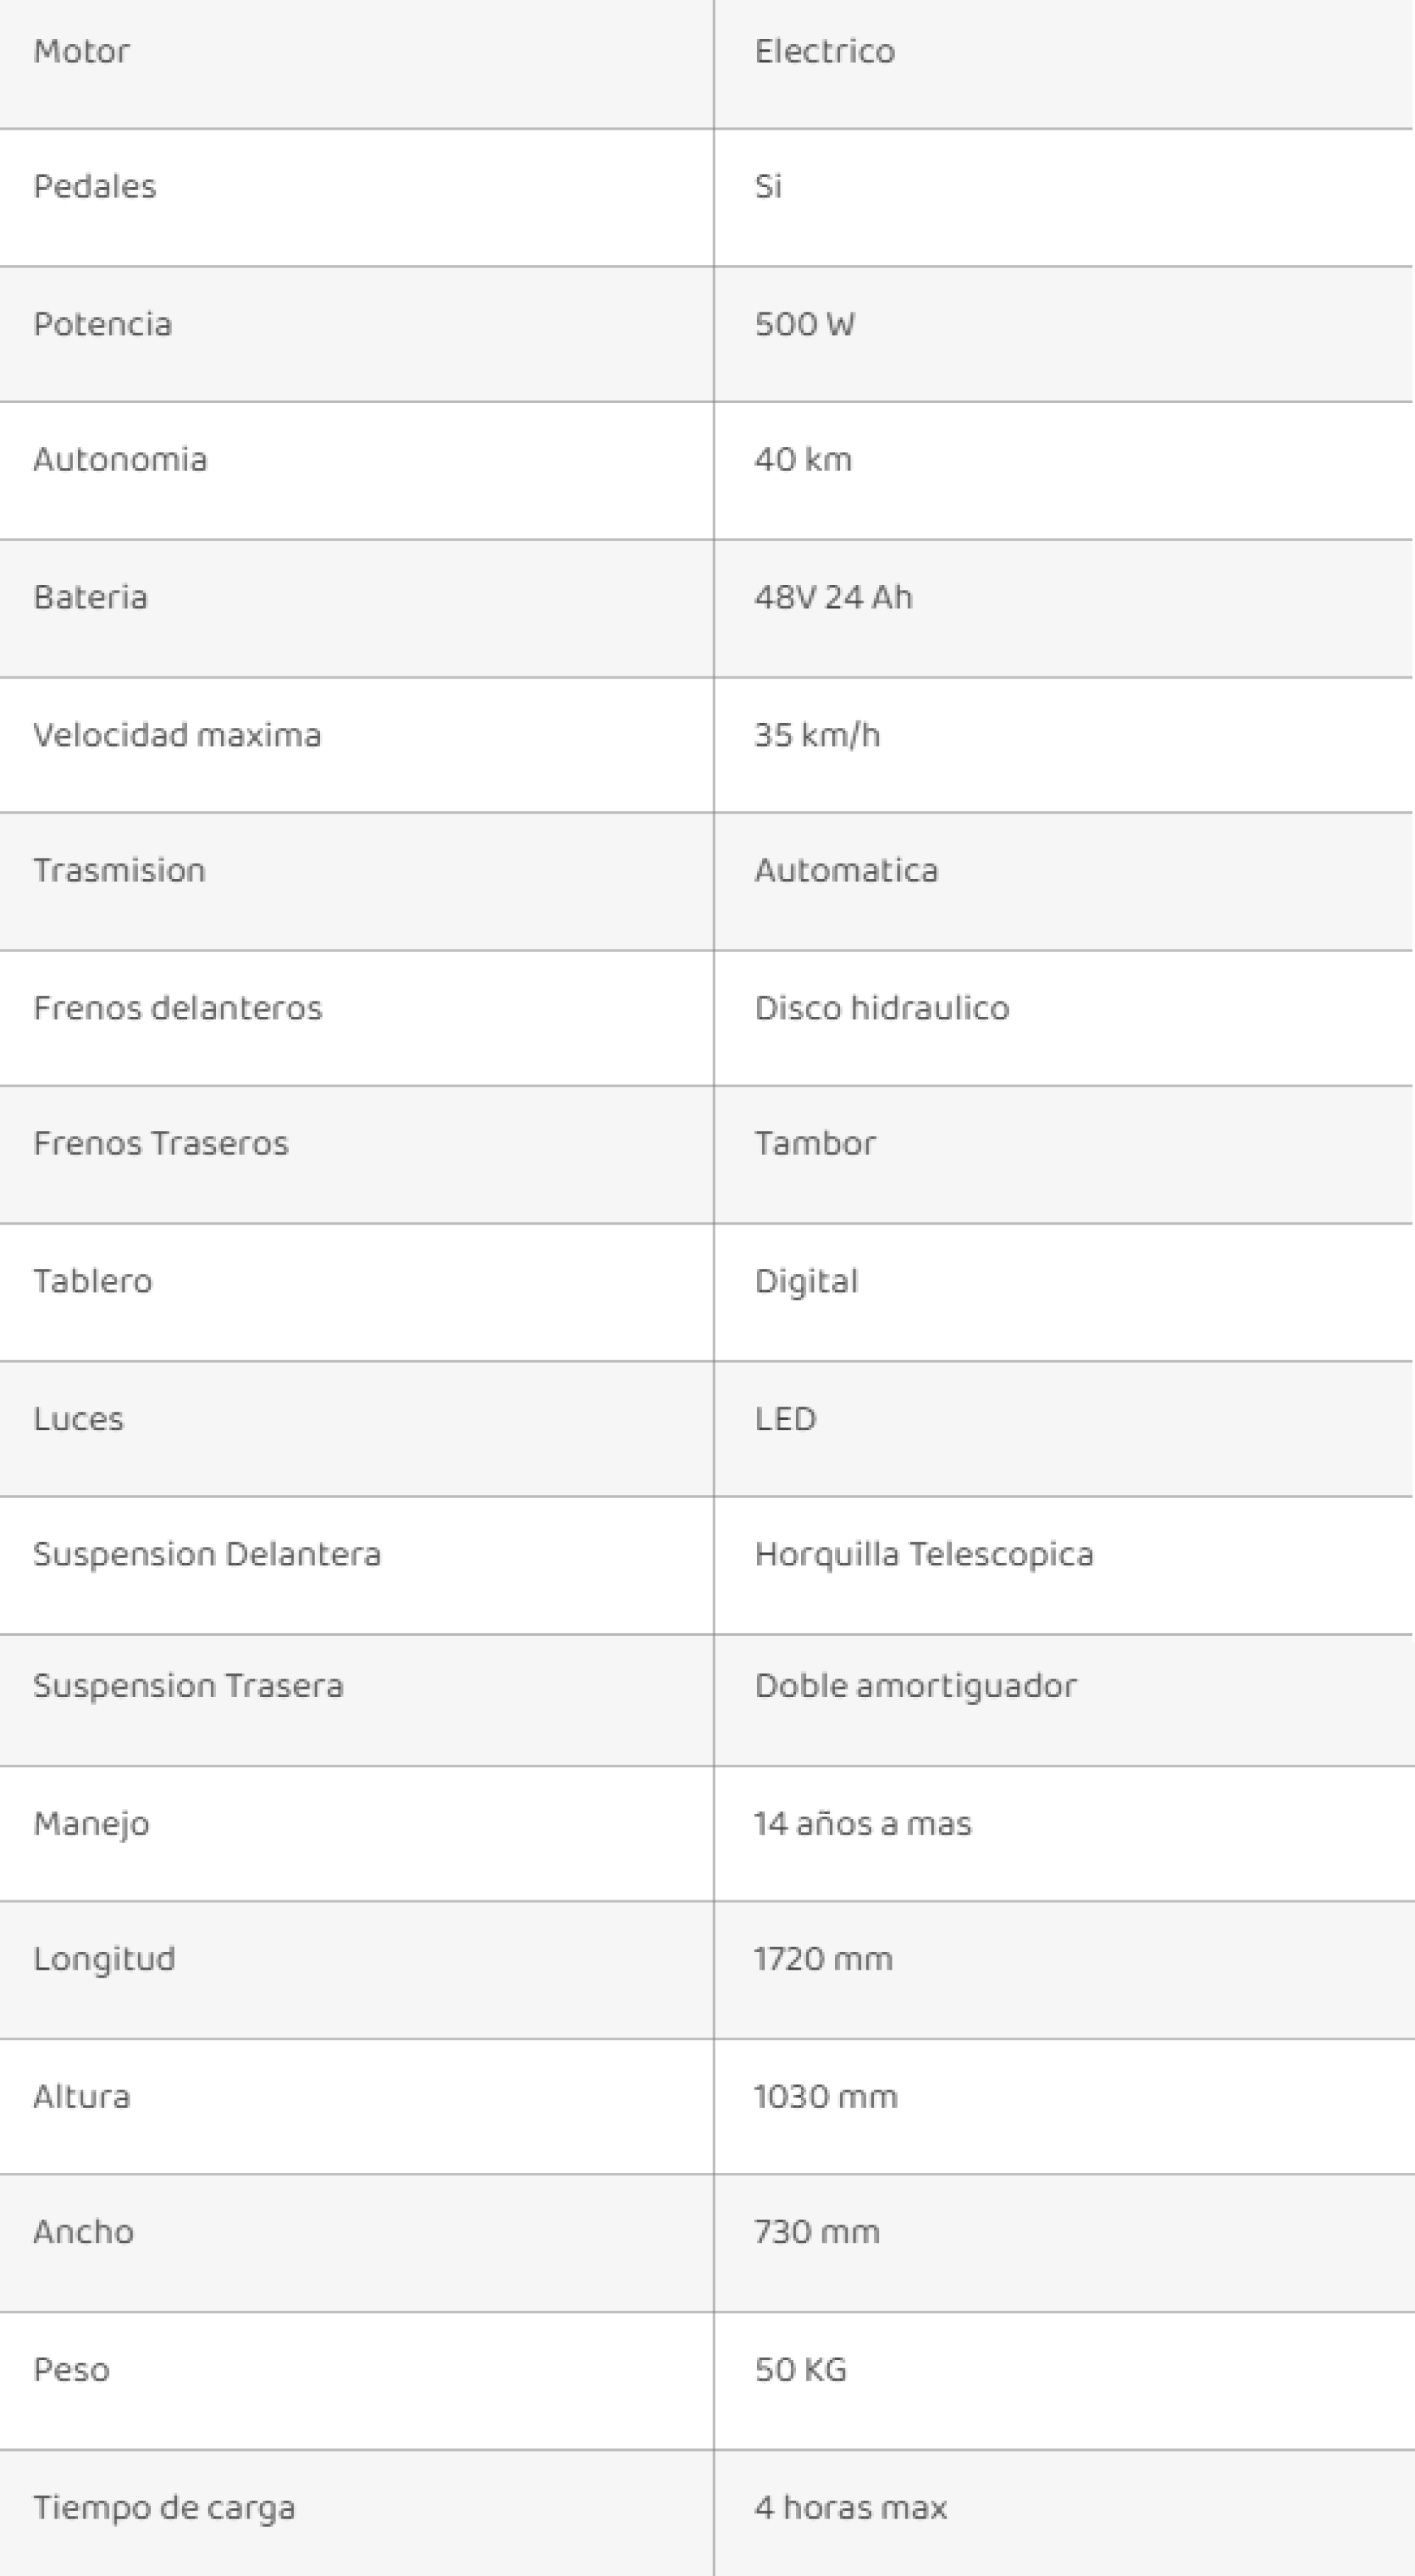 Motor Electrico
Pedales Si
Potencia 500 W
Autonomia 40 km
Bateria 48V 24 Ah
Velocidad maxima 35 km/h
Trasmision Automatica
Frenos delanteros Disco hidraulico
Frenos Traseros Tambor
Tablero Digital
Luces LED
Suspension Delantera Horquilla Telescopica
Suspension Trasera Doble amortiguador
Manejo 14 años a mas
Longitud 1720 mm
Altura 1030 mm
Ancho 730 mm
Peso 50 KG
Tiempo de carga 4 horas max